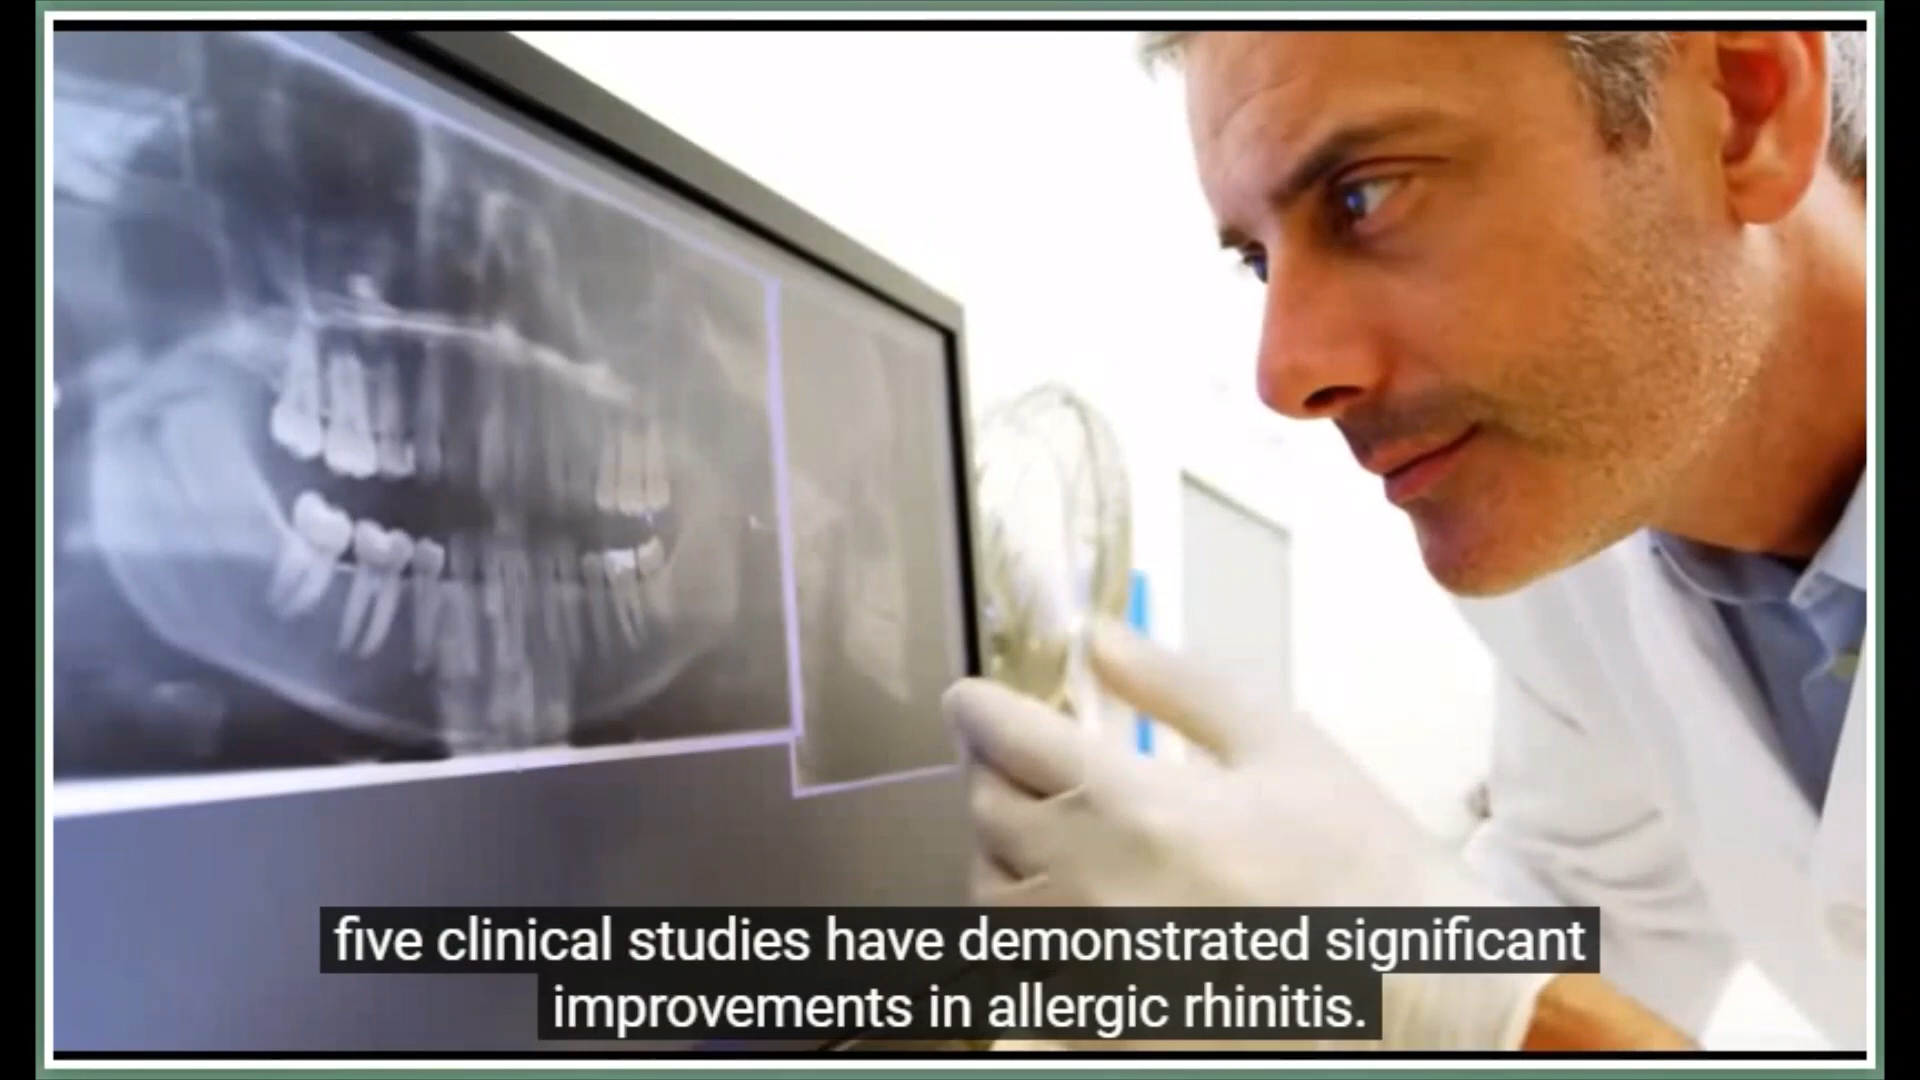 five clinical studies have demonstrated significant
improvements in allergic rhinitis.